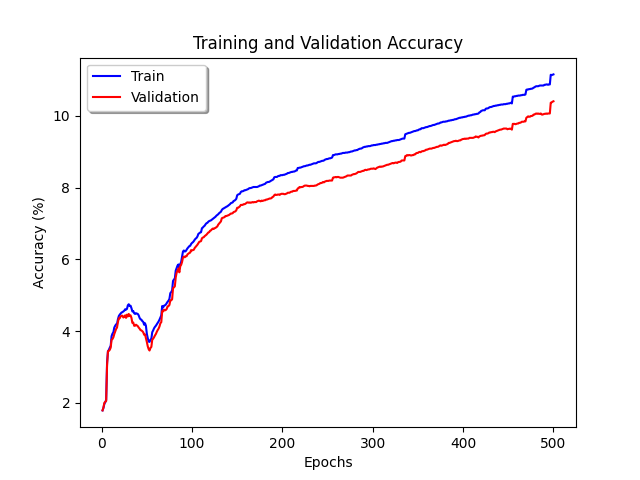 Training and Validation Accuracy
Train
Validation
Accuracy (%)
10
8
6
4
2
0 100 200 300 400 500
Epochs